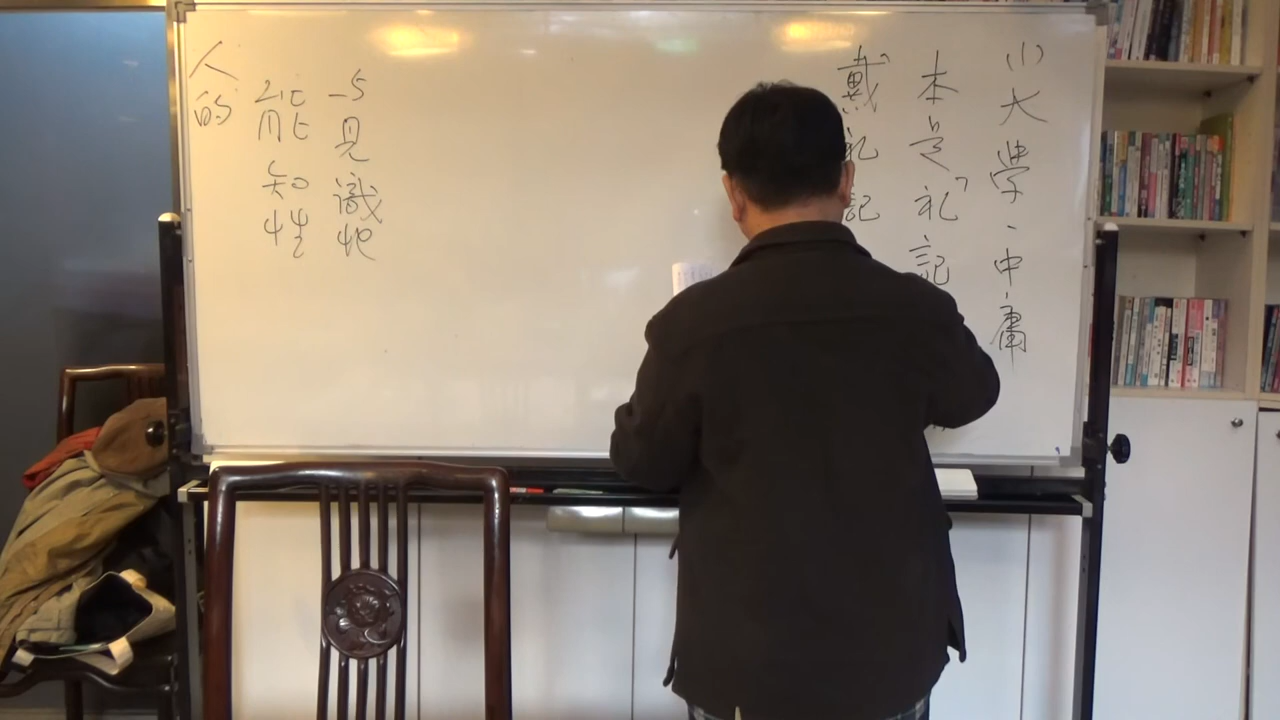 (1)大學、中庸
本是「礼記
「戴礼記
見識地
能知性
人的